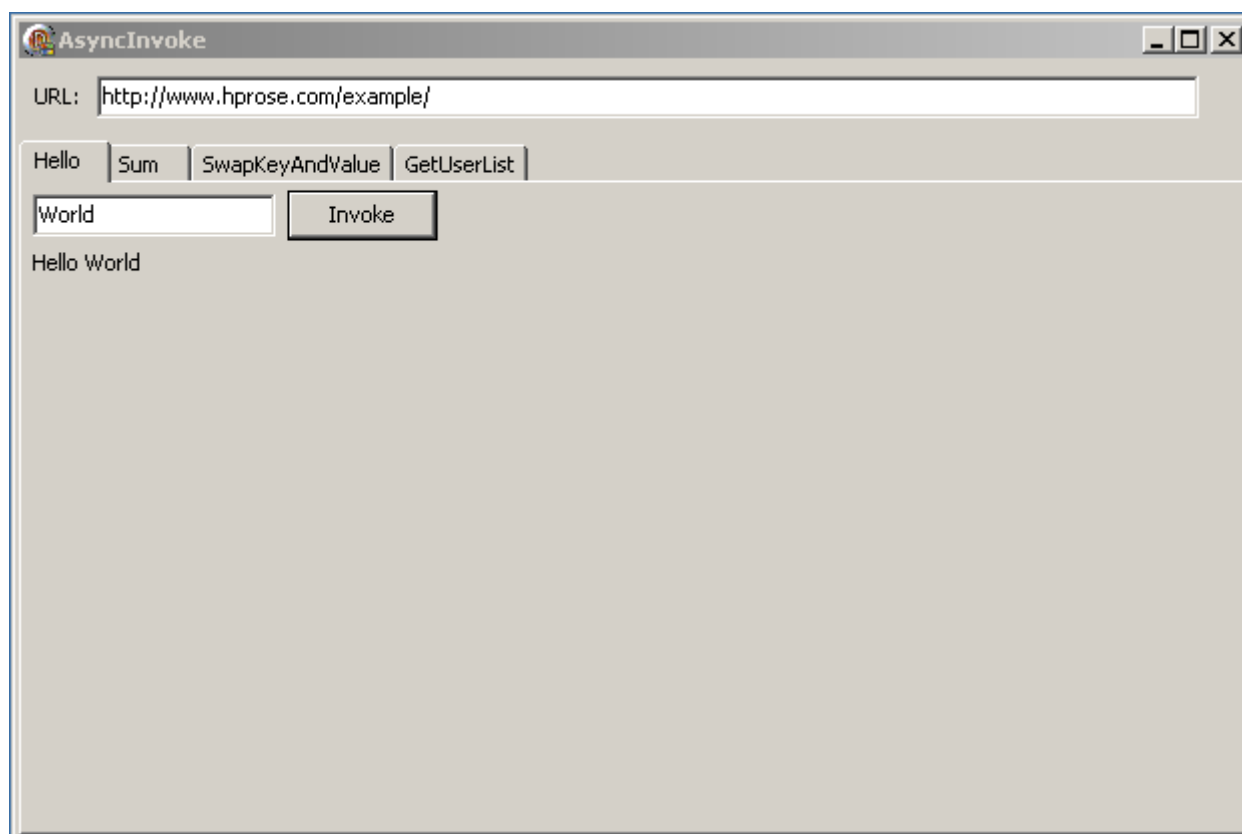 AsyncInvoke
URL: http://www.hprose.com/example/
Hello Sum SwapKeyAndValue GetUserList
World Invoke
Hello World